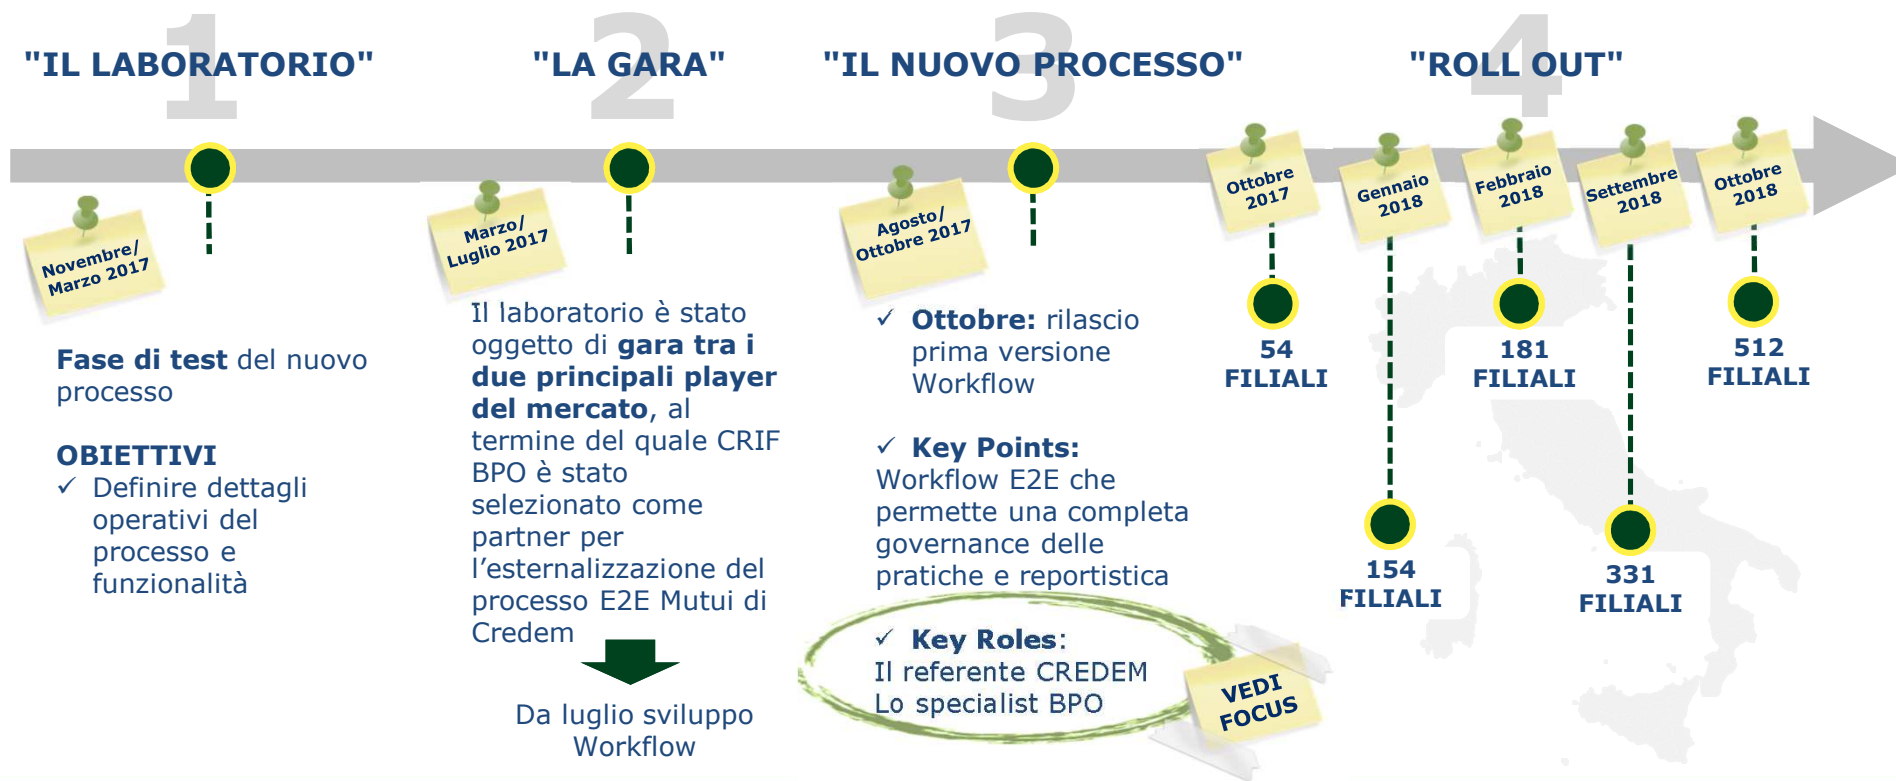 1
"IL LABORATORIO"
Novembre/
Marzo 2017
Fase di test del nuovo
processo
OBIETTIVI
✓ Definire dettagli
operativi del
processo e
funzionalità
2
"LA GARA"
Marzo/
Luglio 2017
Il laboratorio è stato
oggetto di gara tra i
due principali player
del mercato, al
termine del quale CRIF
BPO è stato
selezionato come
partner per
l’esternalizzazione del
processo E2E Mutui di
Credem
Da luglio sviluppo
Workflow
3
"IL NUOVO PROCESSO"
Agosto/
Ottobre 2017
✓ Ottobre: rilascio
prima versione
Workflow
✓ Key Points:
Workflow E2E che
permette una completa
governance delle
pratiche e reportistica
✓ Key Roles:
Il referente CREDEM
Lo specialist BPO
VEDI
FOCUS
4
"ROLL OUT"
Ottobre
2017
54
FILIALI
Gennaio
2018
154
FILIALI
Febbraio
2018
181
FILIALI
Settembre
2018
331
FILIALI
Ottobre
2018
512
FILIALI